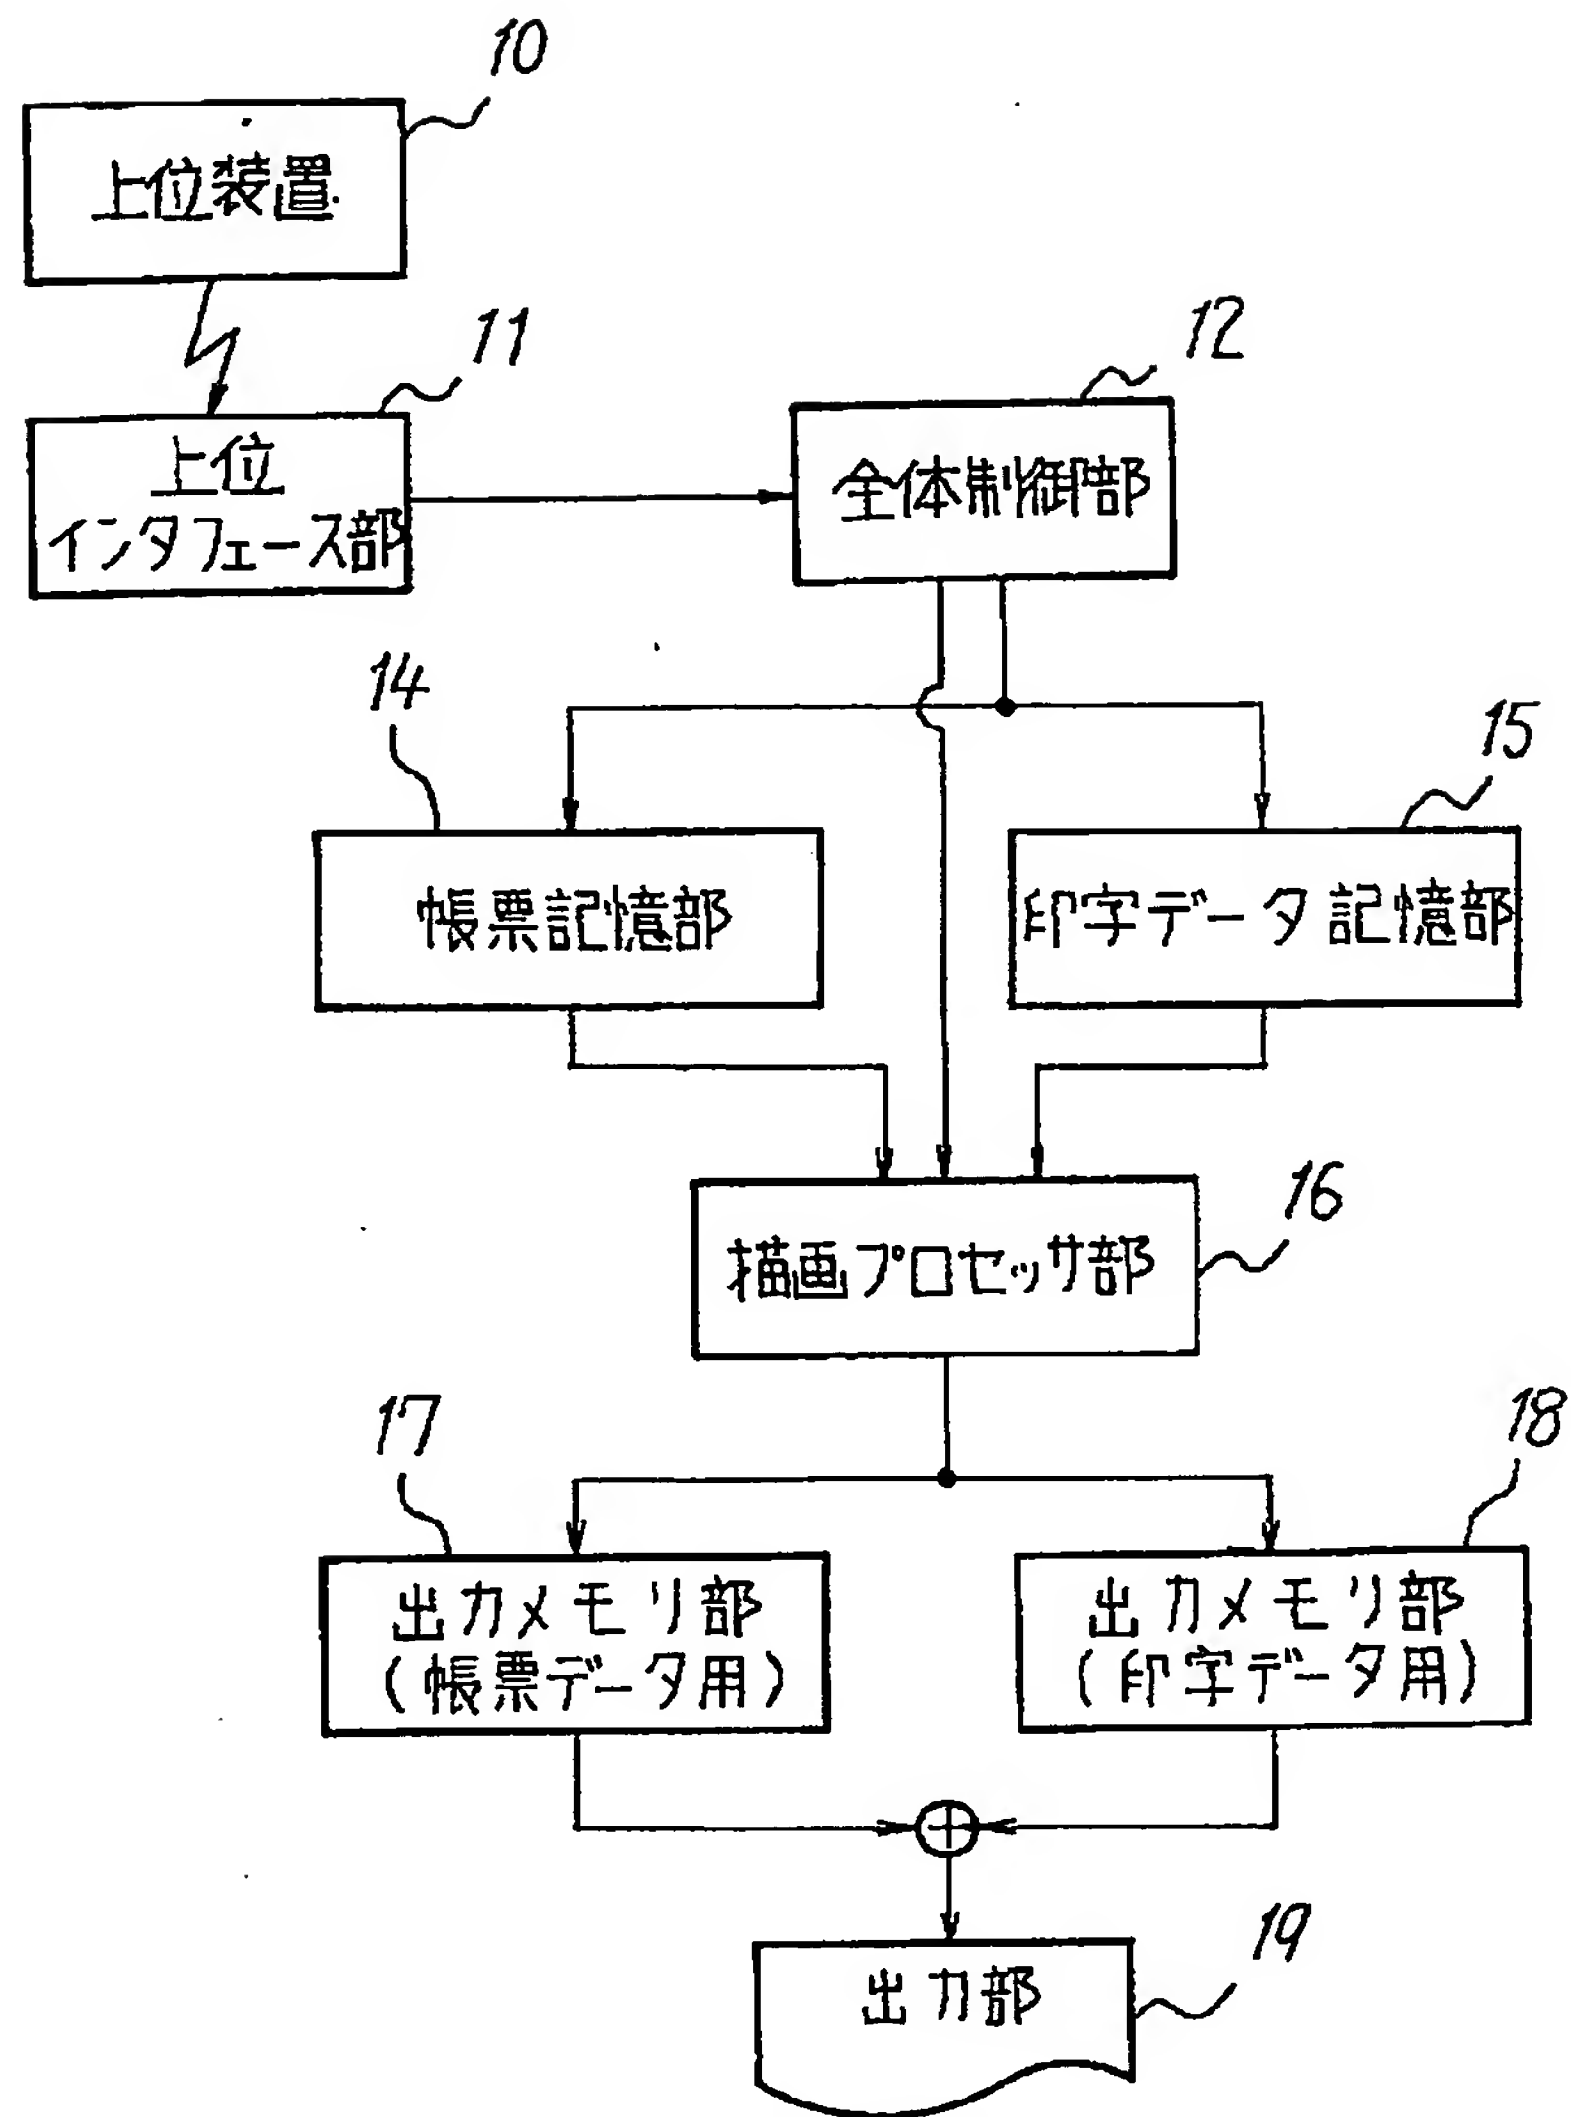 10
上位装置
11
上位
インタフェース部
12
全体制御部
14
帳票記憶部
15
印字データ記憶部
16
描画プロセッサ部
17
出力メモリ部
(帳票データ用)
18
出力メモリ部
(印字データ用)
19
出力部